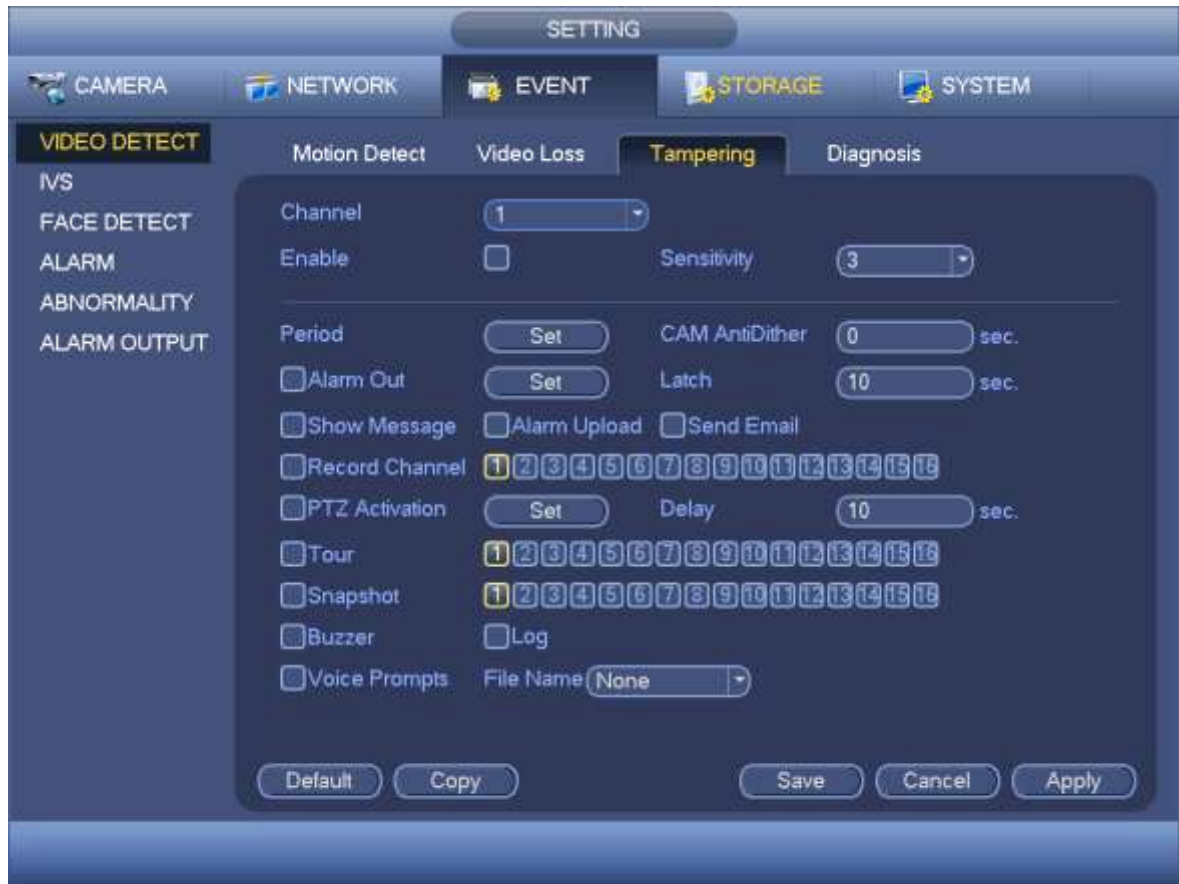 SETTING
CAMERA NETWORK EVENT STORAGE SYSTEM
VIDEO DETECT
IVS
FACE DETECT
ALARM
ABNORMALITY
ALARM OUTPUT
Motion Detect Video Loss Tampering Diagnosis
Channel 1
Enable Sensitivity 3
Period Set CAM AntiDither 0 sec.
Alarm Out Set Latch 10 sec.
Show Message Alarm Upload Send Email
Record Channel 1 2 3 4 5 6 7 8 9 10 11 12 13 14 15 16
PTZ Activation Set Delay 10 sec.
Tour 1 2 3 4 5 6 7 8 9 10 11 12 13 14 15 16
Snapshot 1 2 3 4 5 6 7 8 9 10 11 12 13 14 15 16
Buzzer Log
Voice Prompts File Name None
Default Copy Save Cancel Apply